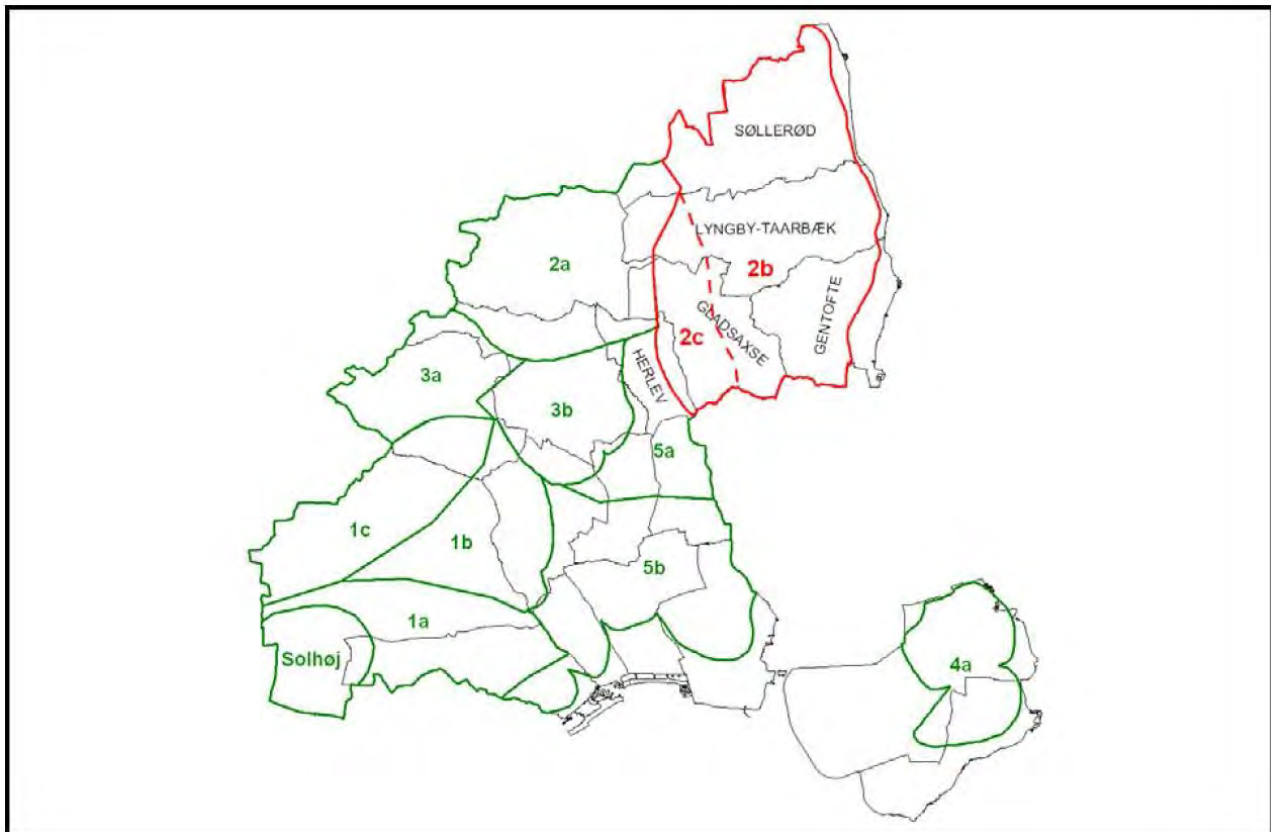 SØLLERØD
LYNGBY-TAARBÆK
2a
2b
GENTOFTE
GLADSAXSE
2c
HERLEV
3a
3b
5a
1c
1b
5b
1a
Solhøj
4a